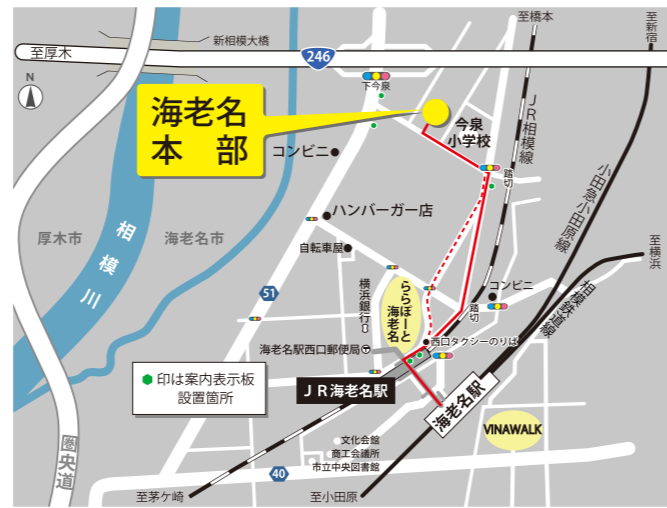 至橋本
至新宿
新相模大橋
至厚木
246
N
下今泉
海老名
本 部
今泉
小学校
JR相模線
コンビニ
踏切
小田急小田原線
ハンバーガー店
至横浜
厚木市
相模川
海老名市
自転車屋
51
横浜銀行
ららぽーと
海老名
コンビニ
踏切
相模鉄道線
西口タクシーのりば
海老名駅西口郵便局
●印は案内表示板
設置箇所
JR海老名駅
海老名駅
VINAWALK
圏央道
文化会館
商工会議所
市立中央図書館
40
至茅ケ崎
至小田原